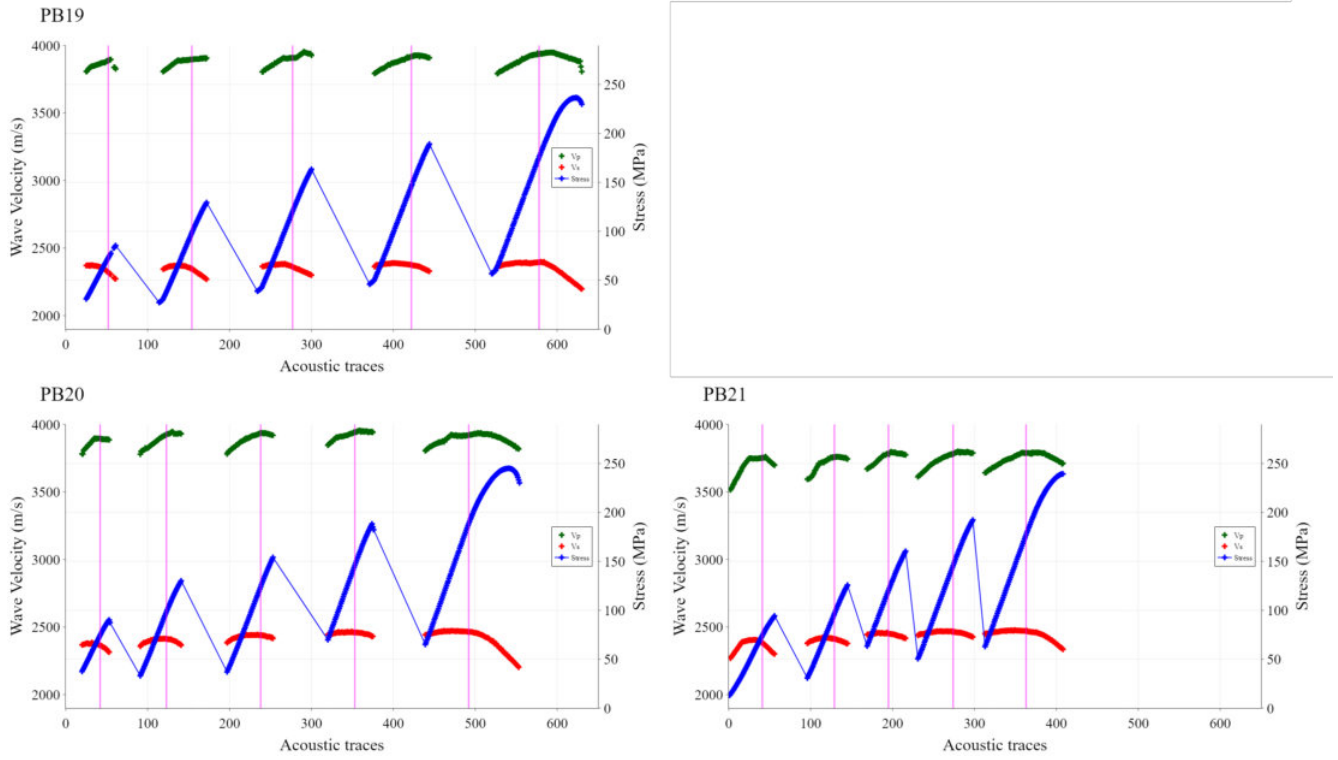 PB19
4000
3500
3000
2500
2000
Wave Velocity (m/s)
250
200
150
100
50
0
Stress (MPa)
Vp
Vs
Stress
0 100 200 300 400 500 600
Acoustic traces
PB20
4000
3500
3000
2500
2000
Wave Velocity (m/s)
250
200
150
100
50
0
Stress (MPa)
Vp
Vs
Stress
0 100 200 300 400 500 600
Acoustic traces
PB21
4000
3500
3000
2500
2000
Wave Velocity (m/s)
250
200
150
100
50
0
Stress (MPa)
Vp
Vs
Stress
0 100 200 300 400 500 600
Acoustic traces